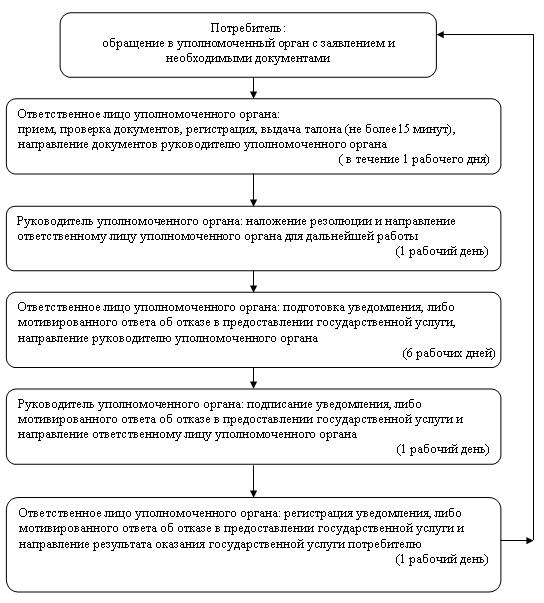 Потребитель:
обращение в уполномоченный орган с заявлением и
необходимыми документами
Ответственное лицо уполномоченного органа:
прием, проверка документов, регистрация, выдача талона (не более15 минут),
направление документов руководителю уполномоченного органа
( в течение 1 рабочего дня)
Руководитель уполномоченного органа: наложение резолюции и направление
ответственному лицу уполномоченного органа для дальнейшей работы
(1 рабочий день)
Ответственное лицо уполномоченного органа: подготовка уведомления, либо
мотивированного ответа об отказе в предоставлении государственной услуги,
направление руководителю уполномоченного органа
(6 рабочих дней)
Руководитель уполномоченного органа: подписание уведомления, либо
мотивированного ответа об отказе в предоставлении государственной услуги и
направление ответственному лицу уполномоченного органа
(1 рабочий день)
Ответственное лицо уполномоченного органа: регистрация уведомления, либо
мотивированного ответа об отказе в предоставлении государственной услуги и
направление результата оказания государственной услуги потребителю
(1 рабочий день)